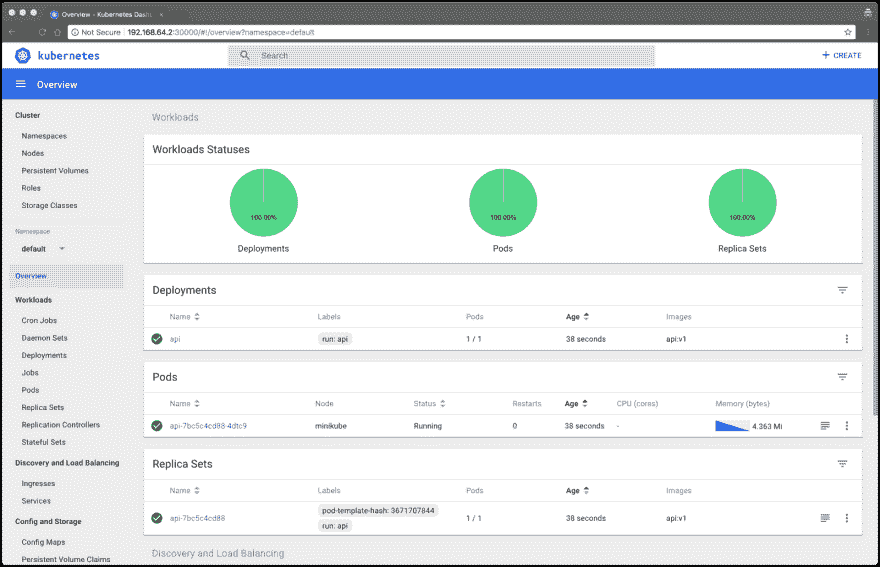 Overview - Kubernetes Dash
Not Secure 192.168.64.2:30000/#!/overview?namespace=default
kubernetes
Search
+ CREATE
Overview
Cluster
Namespaces
Nodes
Persistent Volumes
Roles
Storage Classes
Namespace
default
Overview
Workloads
Cron Jobs
Daemon Sets
Deployments
Jobs
Pods
Replica Sets
Replication Controllers
Stateful Sets
Discovery and Load Balancing
Ingresses
Services
Config and Storage
Config Maps
Persistent Volume Claims
Workloads
Workloads Statuses
100.00% 100.00% 100.00%
Deployments Pods Replica Sets
Deployments
Name Labels Pods Age Images
api run: api 1 / 1 38 seconds api:v1
Pods
Name Node Status Restarts Age CPU (cores) Memory (bytes)
api-7bc5c4cd88-4dtc9 minikube Running 0 38 seconds - 4.363 Mi
Replica Sets
Name Labels Pods Age Images
pod-template-hash: 3671707844
api-7bc5c4cd88 1 / 1 38 seconds api:v1
run: api
Discovery and Load Balancing